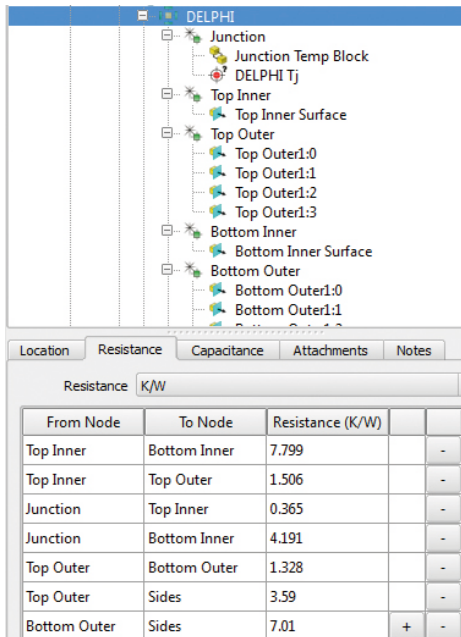 DELPHI
Junction
Junction Temp Block
DELPHI Tj
Top Inner
Top Inner Surface
Top Outer
Top Outer1:0
Top Outer1:1
Top Outer1:2
Top Outer1:3
Bottom Inner
Bottom Inner Surface
Bottom Outer
Bottom Outer1:0
Bottom Outer1:1
Location Resistance Capacitance Attachments Notes
Resistance K/W
From Node To Node Resistance (K/W)
Top Inner Bottom Inner 7.799 -
Top Inner Top Outer 1.506 -
Junction Top Inner 0.365 -
Junction Bottom Inner 4.191 -
Top Outer Bottom Outer 1.328 -
Top Outer Sides 3.59 -
Bottom Outer Sides 7.01 + -